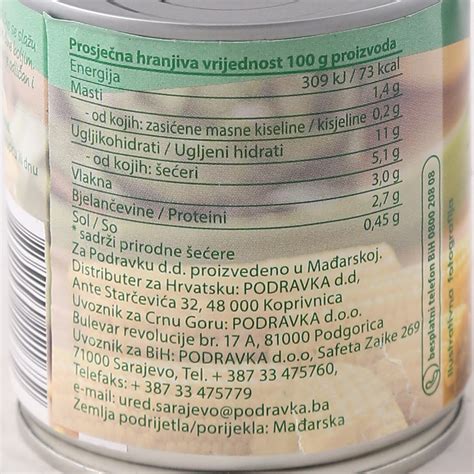 Prosječna hranjiva vrijednost 100 g proizvoda
Energija 309 kJ / 73 kcal
Masti 1,4 g
- od kojih: zasićene masne kiseline / kisjeline 0,2 g
Ugljikohidrati / Ugljeni hidrati 11 g
- od kojih: šećeri 5,1 g
Vlakna 3,0 g
Bjelančevine / Proteini 2,7 g
Sol / So 0,45 g
* sadrži prirodne šećere
Za Podravku d.d. proizvedeno u Mađarskoj.
Distributer za Hrvatsku: PODRAVKA d.d,
Ante Starčevića 32, 48 000 Koprivnica
Uvoznik za Crnu Goru: PODRAVKA d.o.o,
Bulevar revolucije br. 17 A, 81000 Podgorica
Uvoznik za BiH: PODRAVKA d.o.o, Safeta Zajke 269
71000 Sarajevo, Tel. + 387 33 475760,
Telefaks: + 387 33 475779
e-mail: ured.sarajevo@podravka.ba
Zemlja podrijetla/porijekla: Mađarska
besplatni telefon BiH 0800 208 08
ilustrativna fotografija
dnu